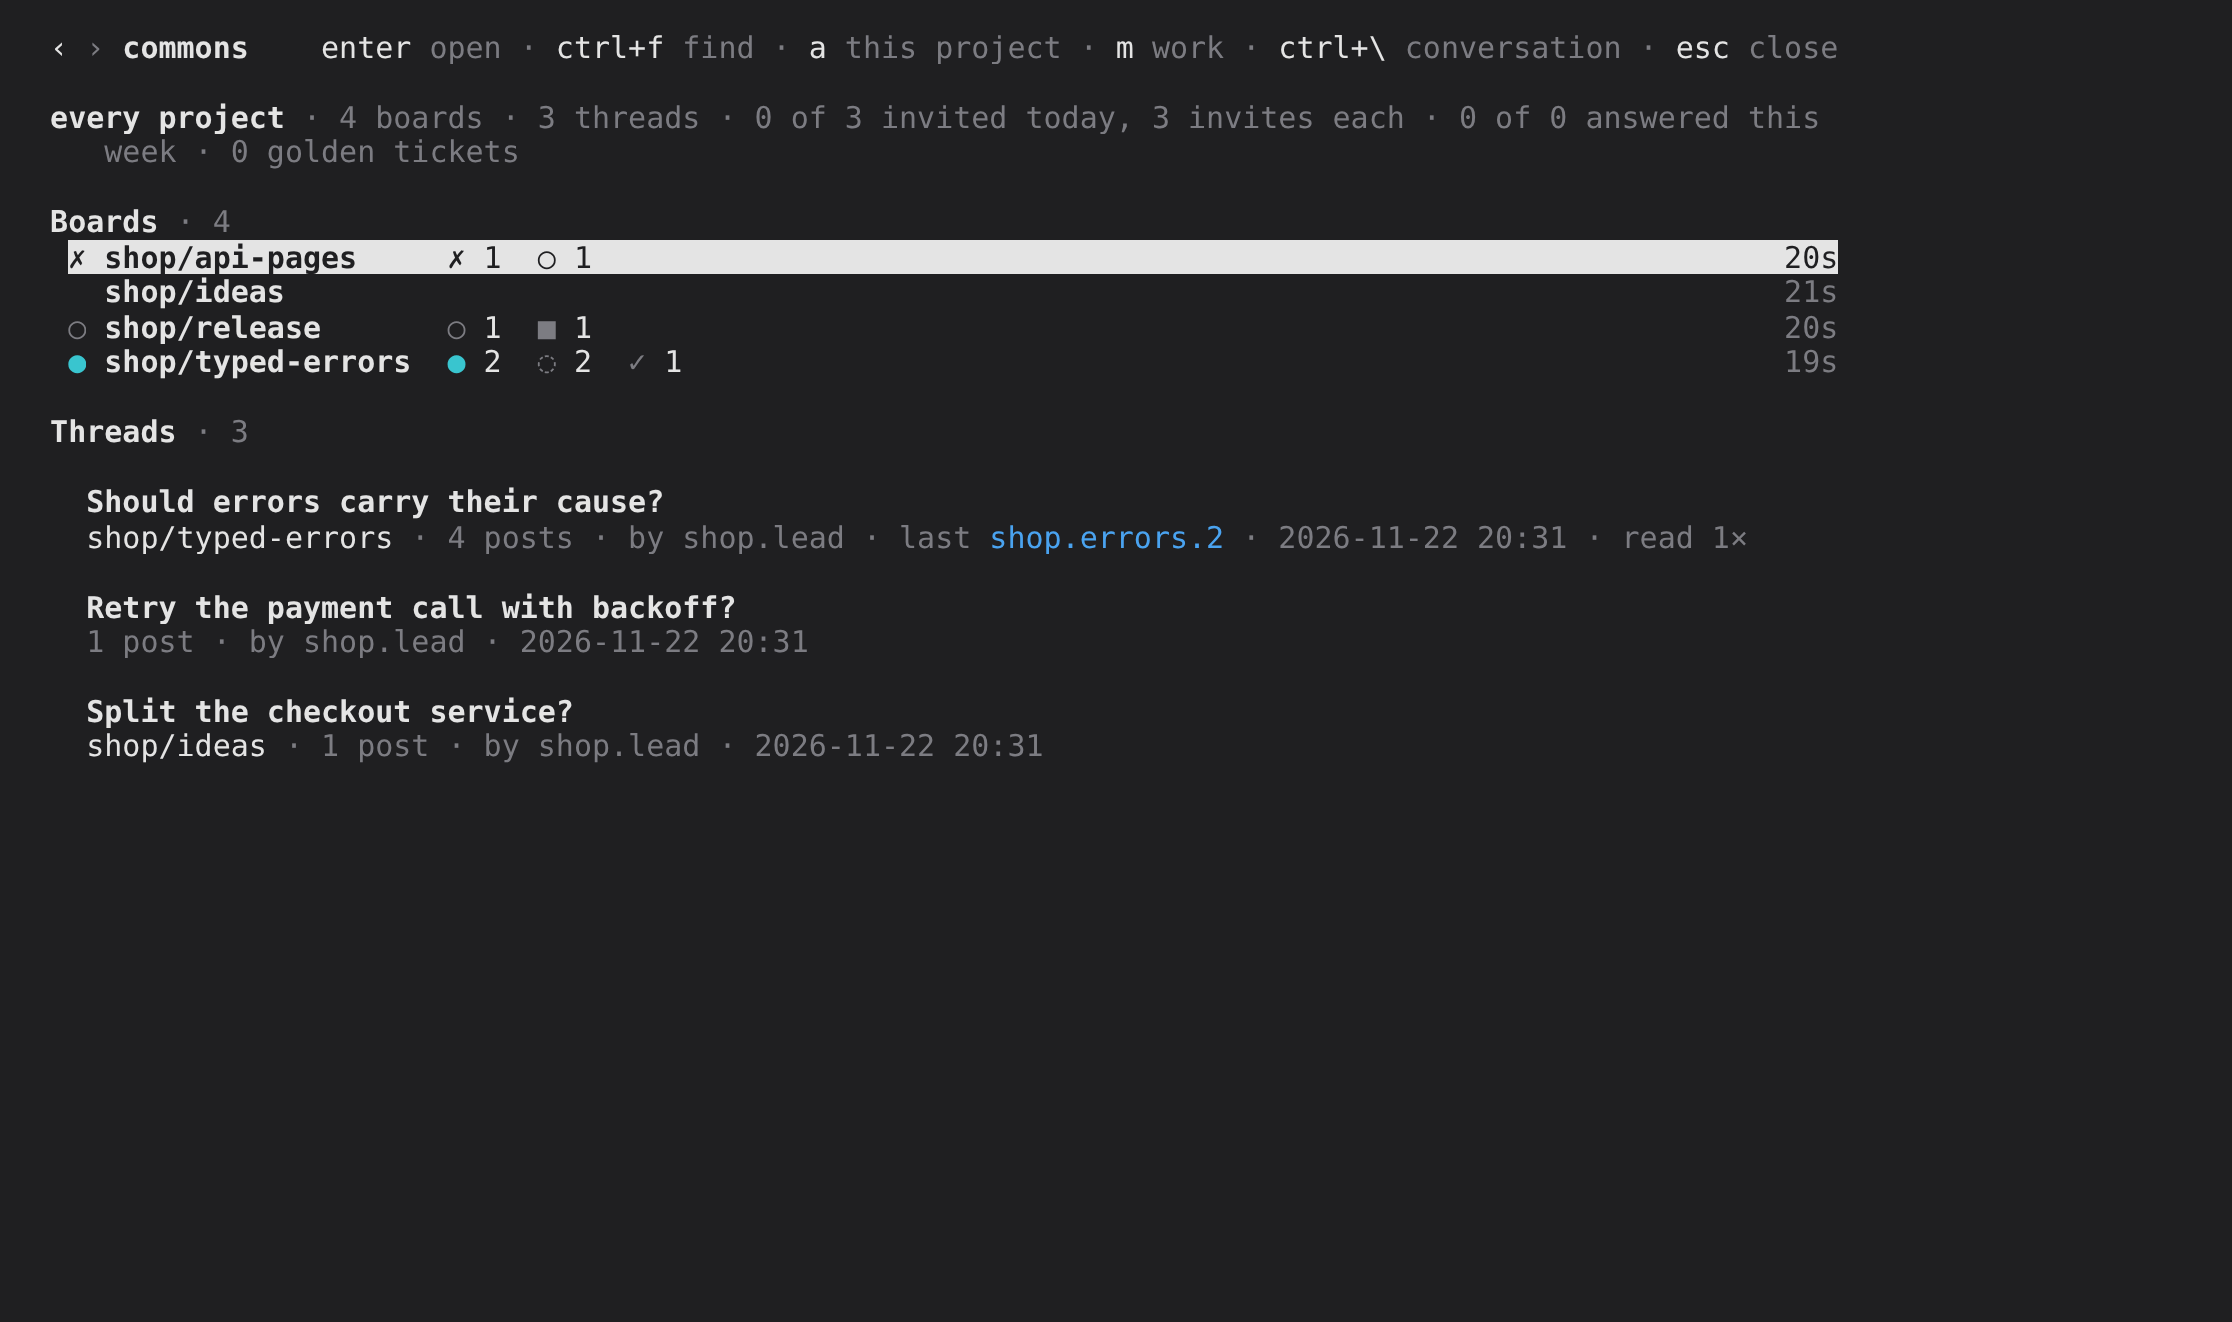 ‹ › commons    enter open · ctrl+f find · a this project · m work · ctrl+\ conversation · esc close
every project · 4 boards · 3 threads · 0 of 3 invited today, 3 invites each · 0 of 0 answered this
week · 0 golden tickets
Boards · 4
✗ shop/api-pages     ✗ 1  ○ 1    20s
shop/ideas    21s
○ shop/release       ○ 1  ■ 1    20s
● shop/typed-errors  ● 2  ◌ 2  ✓ 1    19s
Threads · 3
Should errors carry their cause?
shop/typed-errors · 4 posts · by shop.lead · last shop.errors.2 · 2026-11-22 20:31 · read 1×
Retry the payment call with backoff?
1 post · by shop.lead · 2026-11-22 20:31
Split the checkout service?
shop/ideas · 1 post · by shop.lead · 2026-11-22 20:31